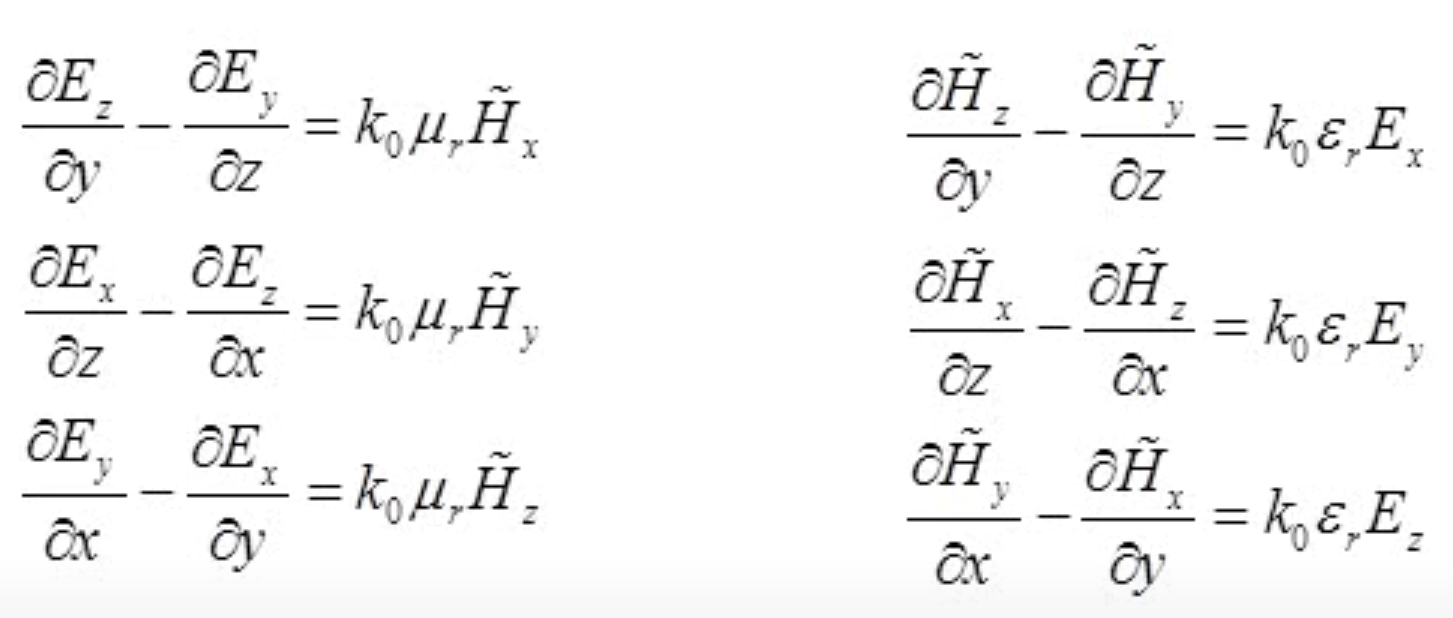 ∂E_z/∂y − ∂E_y/∂z = k_0 μ_r H̃_x
∂H̃_z/∂y − ∂H̃_y/∂z = k_0 ε_r E_x
∂E_x/∂z − ∂E_z/∂x = k_0 μ_r H̃_y
∂H̃_x/∂z − ∂H̃_z/∂x = k_0 ε_r E_y
∂E_y/∂x − ∂E_x/∂y = k_0 μ_r H̃_z
∂H̃_y/∂x − ∂H̃_x/∂y = k_0 ε_r E_z